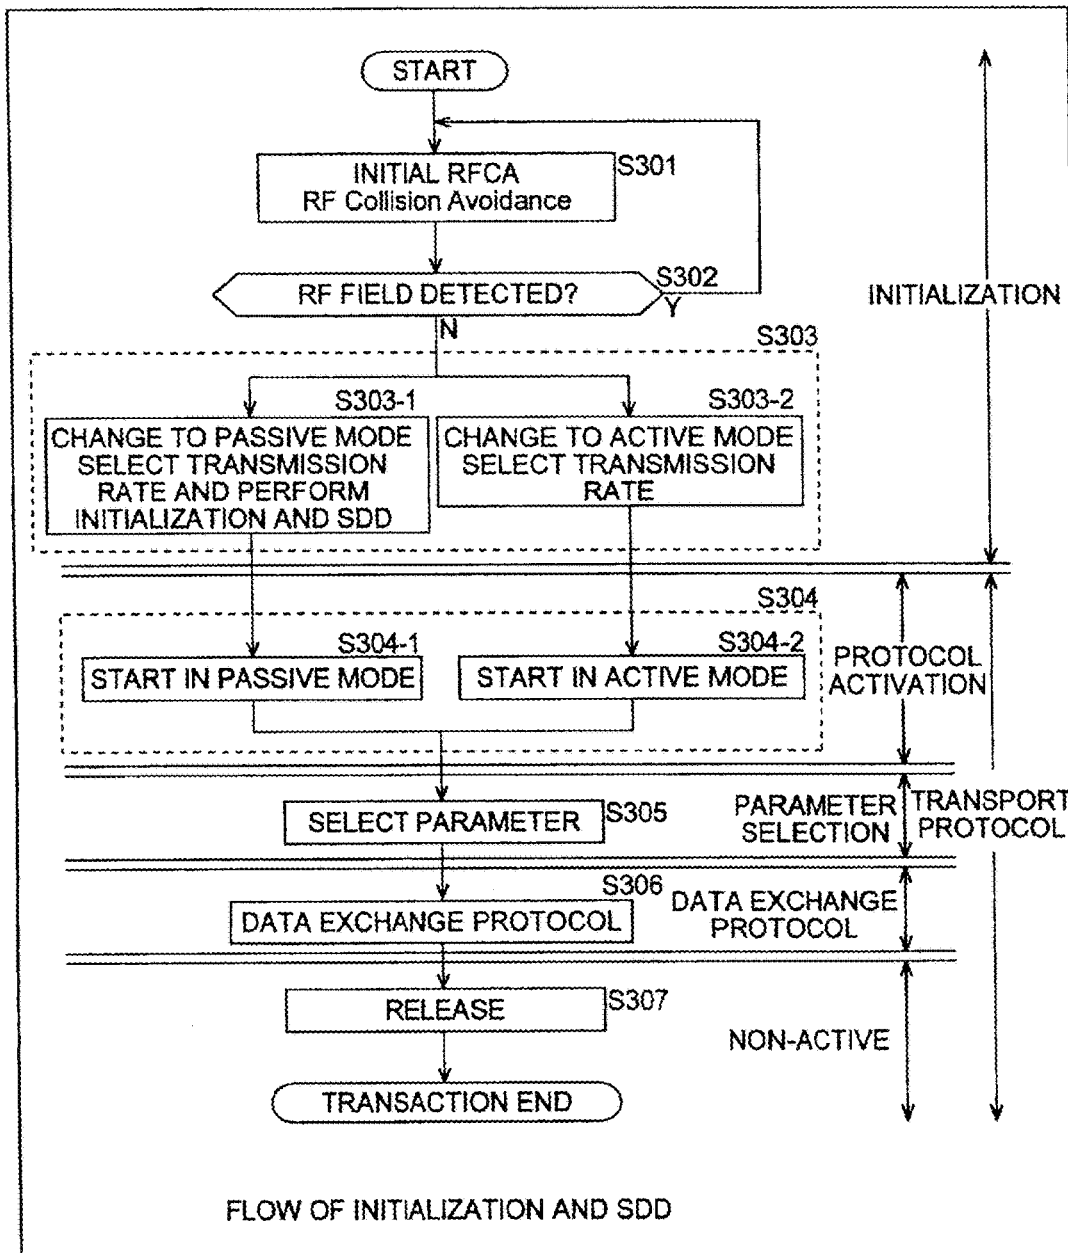 START
INITIAL RFCA
RF Collision Avoidance
S301
RF FIELD DETECTED?
S302
Y
N
INITIALIZATION
S303
S303-1
CHANGE TO PASSIVE MODE
SELECT TRANSMISSION
RATE AND PERFORM
INITIALIZATION AND SDD
S303-2
CHANGE TO ACTIVE MODE
SELECT TRANSMISSION
RATE
S304
S304-1
START IN PASSIVE MODE
S304-2
START IN ACTIVE MODE
PROTOCOL
ACTIVATION
SELECT PARAMETER
S305
PARAMETER
SELECTION
TRANSPORT
PROTOCOL
S306
DATA EXCHANGE PROTOCOL
DATA EXCHANGE
PROTOCOL
RELEASE
S307
NON-ACTIVE
TRANSACTION END
FLOW OF INITIALIZATION AND SDD